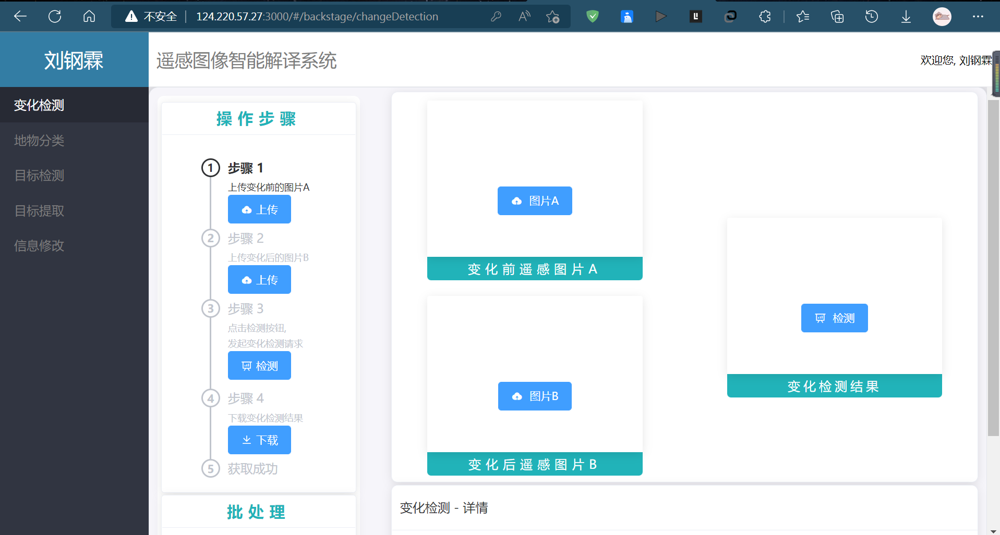 不安全
124.220.57.27:3000/#/backstage/changeDetection
刘钢霖
遥感图像智能解译系统
欢迎您, 刘钢霖
变化检测
地物分类
目标检测
目标提取
信息修改
操作步骤
1 步骤 1
上传变化前的图片A
上传
2 步骤 2
上传变化后的图片B
上传
3 步骤 3
点击检测按钮,
发起变化检测请求
检测
4 步骤 4
下载变化检测结果
下载
5 获取成功
批处理
图片A
变化前遥感图片A
图片B
变化后遥感图片B
检测
变化检测结果
变化检测 - 详情